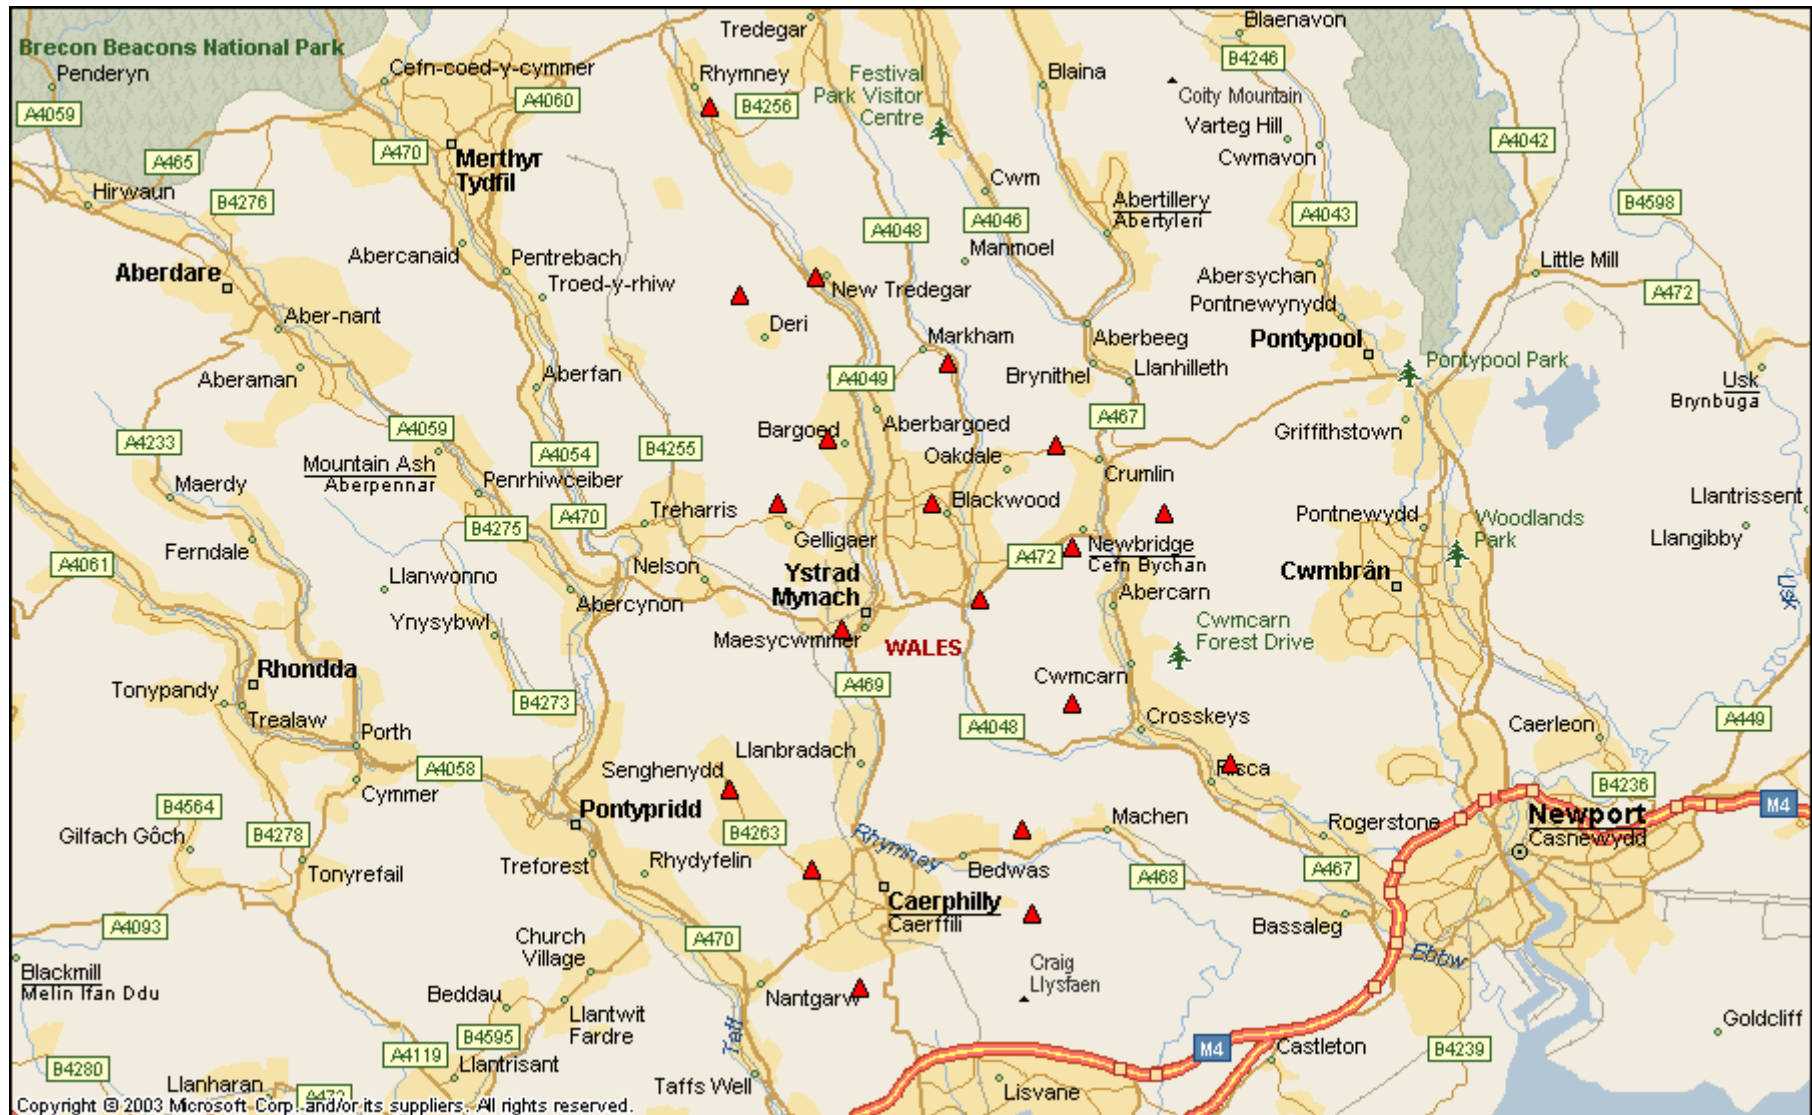 Tredegar
Blaenavon
Brecon Beacons National Park
Penderyn
Cefn-coed-y-cymmer
Rhymney
Festival
Park Visitor
Centre
Blaina
B4246
Coity Mountain
A4059
A4060
B4256
Varteg Hill
A4042
A465
A470
Merthyr
Tydfil
Cwmavon
Hirwaun
B4276
Cwm
Abertillery
Abertyleri
A4046
A4043
B4598
A4048
Abercanaid
Pentrebach
Manmoel
Aberdare
Troed-y-rhiw
New Tredegar
Abersychan
Little Mill
Pontnewynydd
A472
Aber-nant
Deri
Markham
Aberbeeg
Pontypool
Pontypool Park
Aberaman
Aberfan
A4049
Brynithel
Llanhilleth
Usk
Brynbuga
A4059
Bargoed
Aberbargoed
A467
Griffithstown
A4233
A4054
B4255
Oakdale
Crumlin
Mountain Ash
Aberpennar
Maerdy
Penrhiwceiber
Treharris
Blackwood
Llantrissent
B4275
A470
Gelligaer
Pontnewydd
Woodlands
Park
Llangibby
Ferndale
A4061
Nelson
Ystrad
Mynach
A472
Newbridge
Cefn Bychan
Cwmbrân
Llanwonno
Abercynon
Abercarn
Usk
Ynysybwl
Maesycwmmer
WALES
Cwmcarn
Forest Drive
Rhondda
Tonypandy
A469
Cwmcarn
B4273
Trealaw
Porth
A4048
Crosskeys
Caerleon
A449
Llanbradach
A4058
Senghenydd
Risca
B4236
Cymmer
B4564
Pontypridd
M4
Gilfach Gôch
B4278
B4263
Rhymney
Machen
Rogerstone
Newport
Casnewydd
Treforest
Rhydyfelin
Tonyrefail
Bedwas
A468
A467
Caerphilly
Caerffili
A4093
Church
Village
A470
Bassaleg
Ebbw
Blackmill
Melin Ifan Ddu
Craig
Llysfaen
Beddau
Nantgarw
Llantwit
Fardre
Taff
Goldcliff
B4595
A4119
M4
Castleton
B4239
B4280
Llantrisant
Llanharan
A473
Taffs Well
Lisvane
Copyright © 2003 Microsoft Corp. and/or its suppliers. All rights reserved.